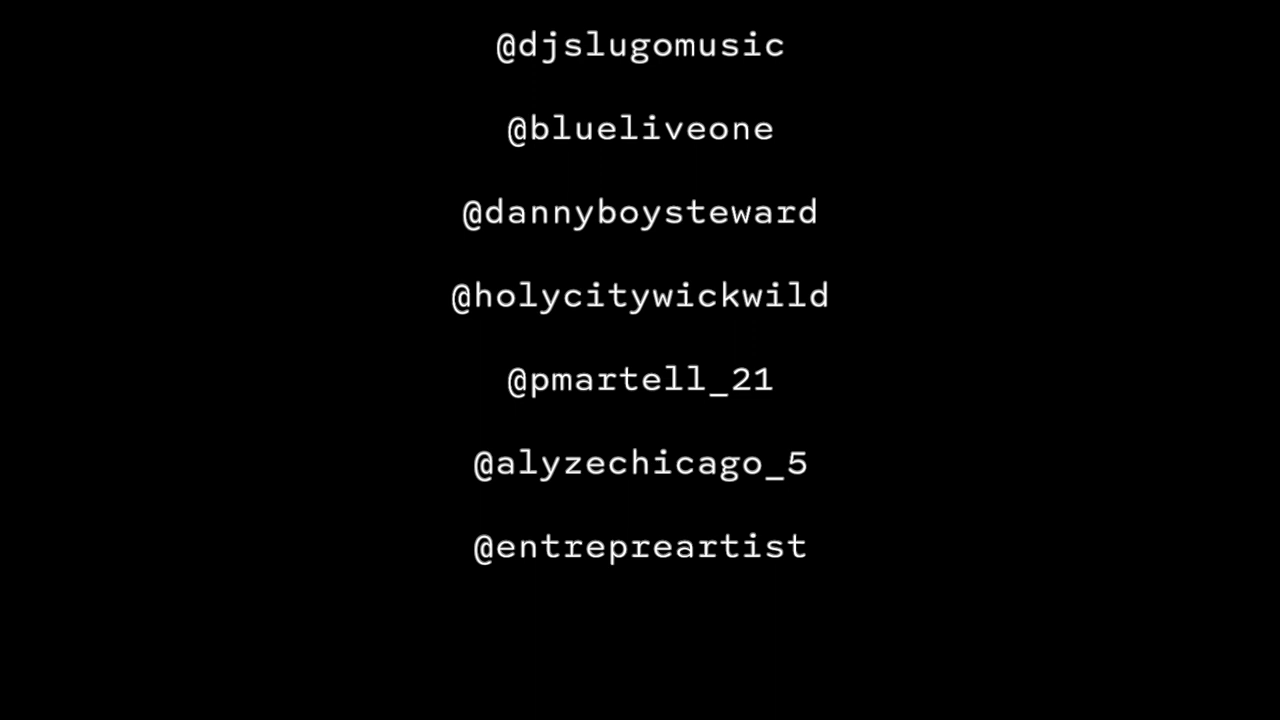 @djslugomusic
@blueliveone
@dannyboysteward
@holycitywickwild
@pmartell_21
@alyzechicago_5
@entrepreartist